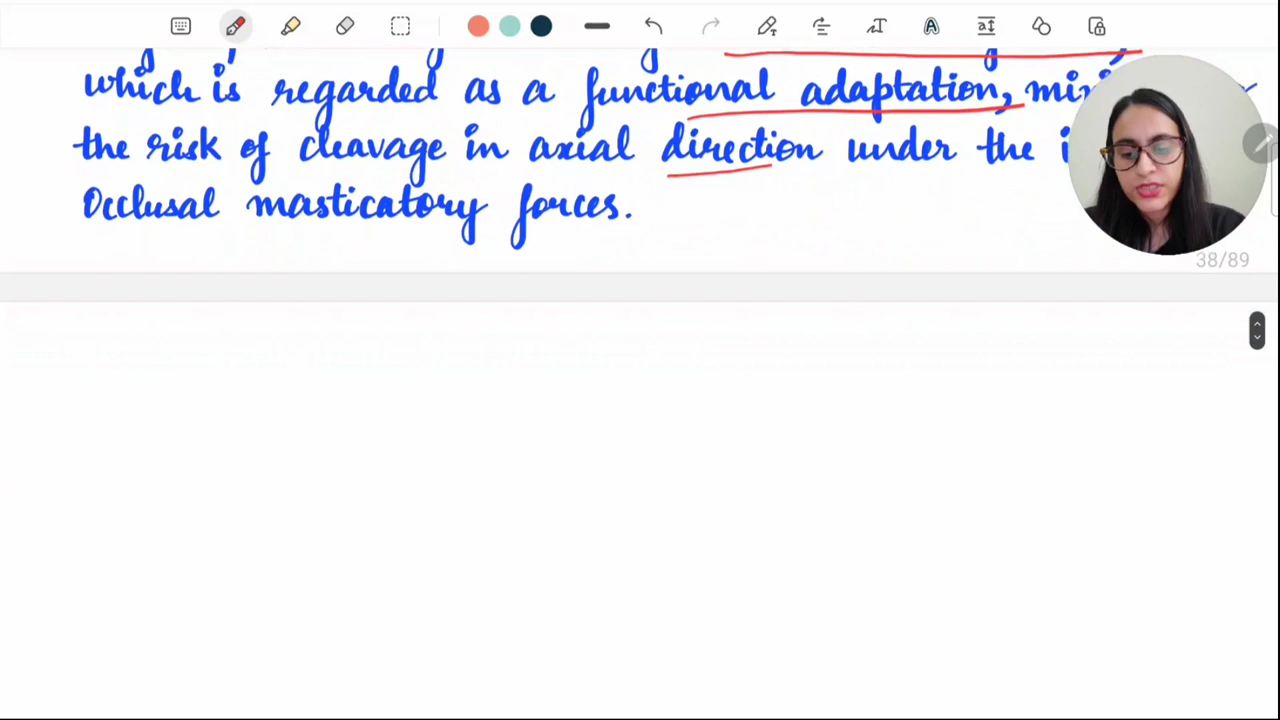 which is regarded as a functional adaptation,
the risk of cleavage in axial direction under the
Occlusal masticatory forces.
38/89